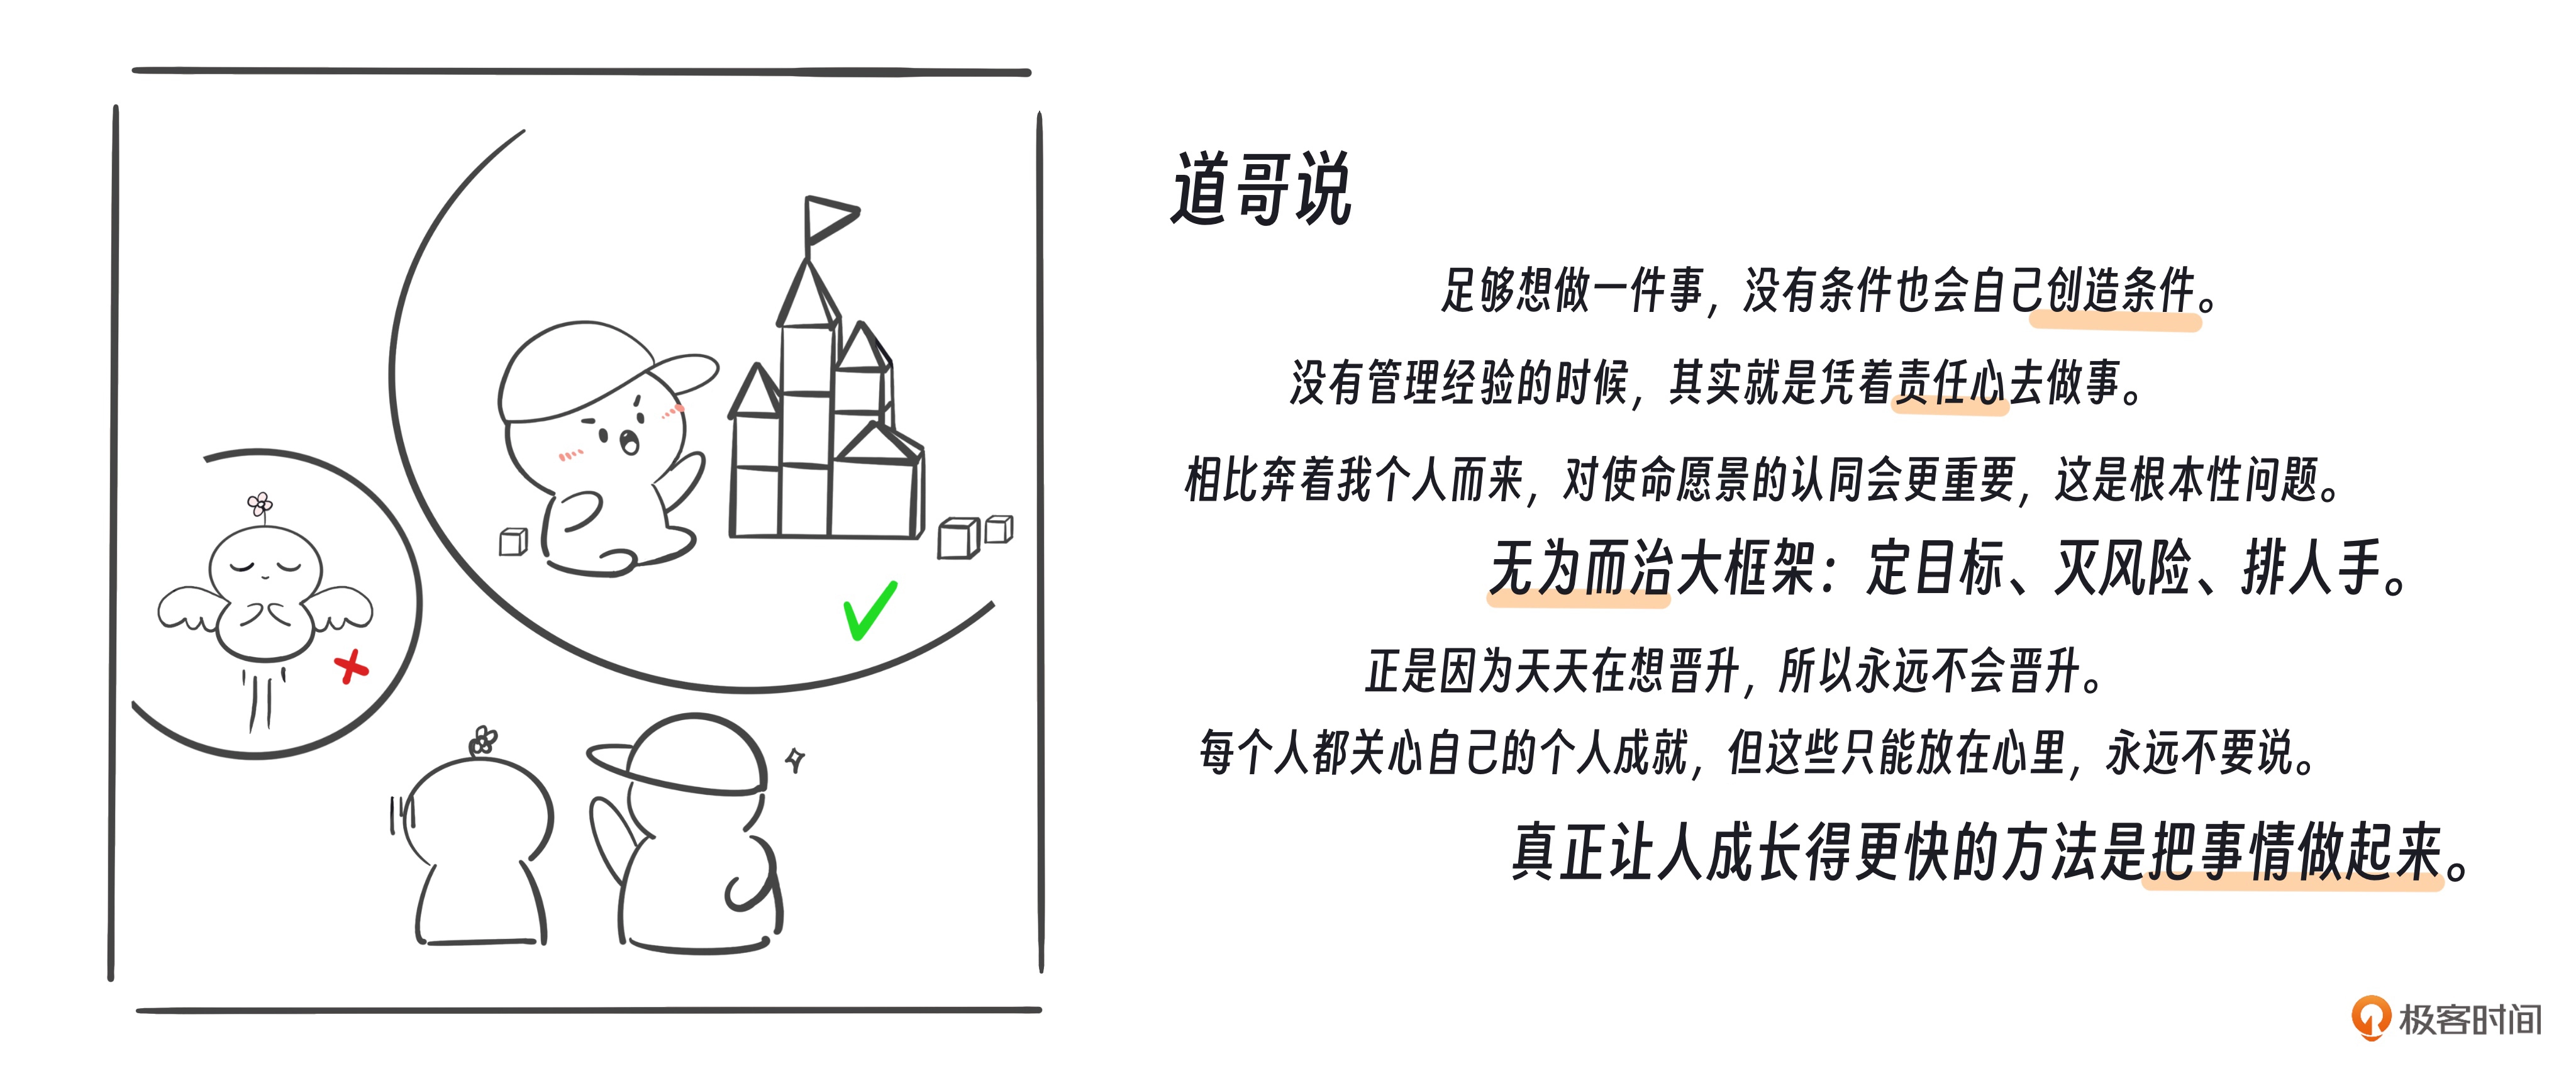 道哥说
足够想做一件事，没有条件也会自己创造条件。
没有管理经验的时候，其实就是凭着责任心去做事。
相比奔着我个人而来，对使命愿景的认同会更重要，这是根本性问题。
无为而治大框架：定目标、灭风险、排人手。
正是因为天天在想晋升，所以永远不会晋升。
每个人都关心自己的个人成就，但这些只能放在心里，永远不要说。
真正让人成长得更快的方法是把事情做起来。
极客时间